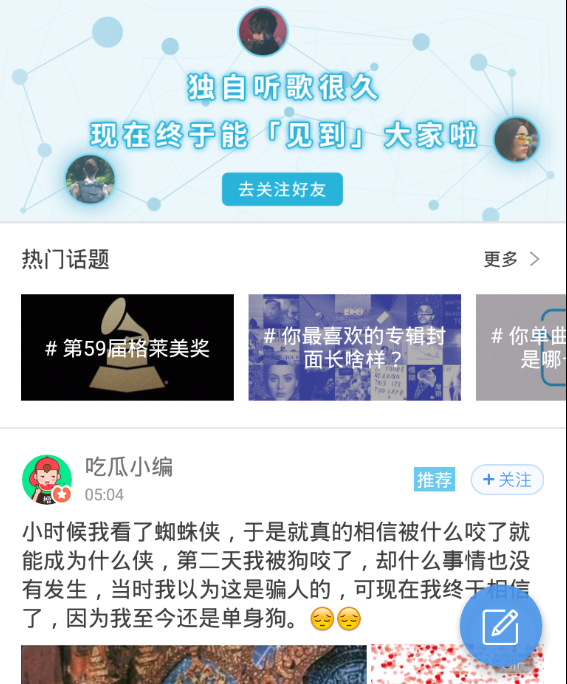 独自听歌很久
现在终于能「见到」大家啦
去关注好友
热门话题
更多
# 第59届格莱美奖
# 你最喜欢的专辑封
面长啥样？
# 你单曲
是哪
吃瓜小编
05:04
推荐
+关注
小时候我看了蜘蛛侠，于是就真的相信被什么咬了就
能成为什么侠，第二天我被狗咬了，却什么事情也没
有发生，当时我以为这是骗人的，可现在我终于相信
了，因为我至今还是单身狗。😔😔